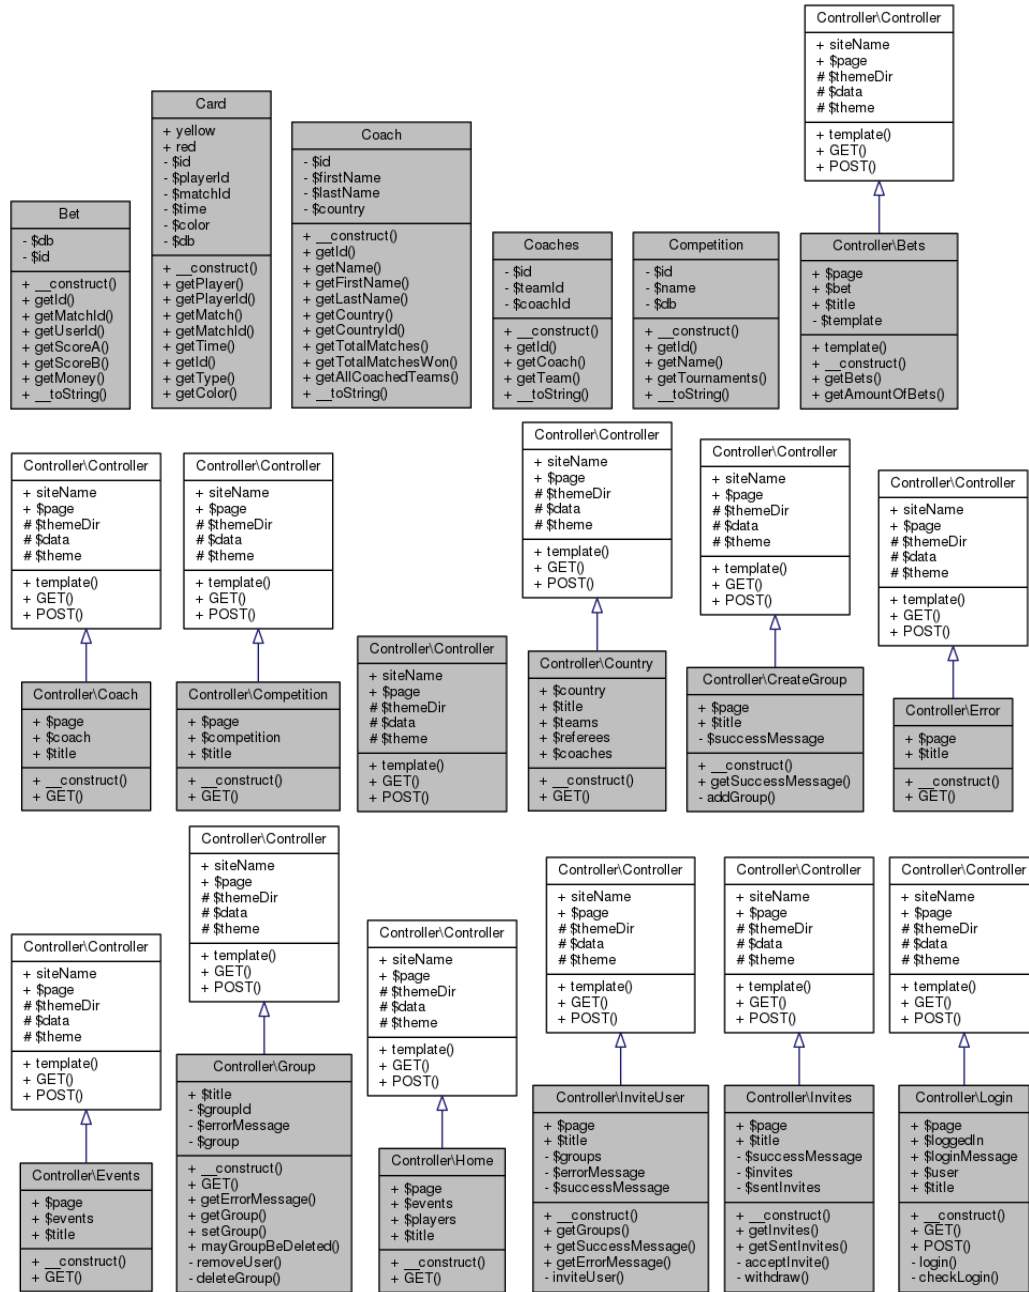 Controller\Controller
+ siteName
+ $page
# $themeDir
# $data
# $theme
+ template()
+ GET()
+ POST()
Bet
- $db
- $id
+ __construct()
+ getId()
+ getMatchId()
+ getUserId()
+ getScoreA()
+ getScoreB()
+ getMoney()
+ __toString()
Card
+ yellow
+ red
- $id
- $playerId
- $matchId
- $time
- $color
- $db
+ __construct()
+ getPlayer()
+ getPlayerId()
+ getMatch()
+ getMatchId()
+ getTime()
+ getId()
+ getType()
+ getColor()
Coach
- $id
- $firstName
- $lastName
- $country
+ __construct()
+ getId()
+ getName()
+ getFirstName()
+ getLastName()
+ getCountry()
+ getCountryId()
+ getTotalMatches()
+ getTotalMatchesWon()
+ getAllCoachedTeams()
+ __toString()
Coaches
- $id
- $teamId
- $coachId
+ __construct()
+ getId()
+ getCoach()
+ getTeam()
+ __toString()
Competition
- $id
- $name
- $db
+ __construct()
+ getId()
+ getName()
+ getTournaments()
+ __toString()
Controller\Bets
+ $page
+ $bet
+ $title
- $template
+ template()
+ __construct()
+ getBets()
+ getAmountOfBets()
Controller\Controller
+ siteName
+ $page
# $themeDir
# $data
# $theme
+ template()
+ GET()
+ POST()
Controller\Coach
+ $page
+ $coach
+ $title
+ __construct()
+ GET()
Controller\Controller
+ siteName
+ $page
# $themeDir
# $data
# $theme
+ template()
+ GET()
+ POST()
Controller\Competition
+ $page
+ $competition
+ $title
+ __construct()
+ GET()
Controller\Controller
+ siteName
+ $page
# $themeDir
# $data
# $theme
+ template()
+ GET()
+ POST()
Controller\Controller
+ siteName
+ $page
# $themeDir
# $data
# $theme
+ template()
+ GET()
+ POST()
Controller\Country
+ $country
+ $title
+ $teams
+ $referees
+ $coaches
+ __construct()
+ GET()
Controller\Controller
+ siteName
+ $page
# $themeDir
# $data
# $theme
+ template()
+ GET()
+ POST()
Controller\CreateGroup
+ $page
+ $title
- $successMessage
+ __construct()
+ getSuccessMessage()
- addGroup()
Controller\Controller
+ siteName
+ $page
# $themeDir
# $data
# $theme
+ template()
+ GET()
+ POST()
Controller\Error
+ $page
+ $title
+ __construct()
+ GET()
Controller\Controller
+ siteName
+ $page
# $themeDir
# $data
# $theme
+ template()
+ GET()
+ POST()
Controller\Events
+ $page
+ $events
+ $title
+ __construct()
+ GET()
Controller\Controller
+ siteName
+ $page
# $themeDir
# $data
# $theme
+ template()
+ GET()
+ POST()
Controller\Group
+ $title
- $groupId
- $errorMessage
- $group
+ __construct()
+ GET()
+ getErrorMessage()
+ getGroup()
+ setGroup()
+ mayGroupBeDeleted()
- removeUser()
- deleteGroup()
Controller\Controller
+ siteName
+ $page
# $themeDir
# $data
# $theme
+ template()
+ GET()
+ POST()
Controller\Home
+ $page
+ $events
+ $players
+ $title
+ __construct()
+ GET()
Controller\Controller
+ siteName
+ $page
# $themeDir
# $data
# $theme
+ template()
+ GET()
+ POST()
Controller\InviteUser
+ $page
+ $title
- $groups
- $errorMessage
- $successMessage
+ __construct()
+ getGroups()
+ getSuccessMessage()
+ getErrorMessage()
- inviteUser()
Controller\Controller
+ siteName
+ $page
# $themeDir
# $data
# $theme
+ template()
+ GET()
+ POST()
Controller\Invites
+ $page
+ $title
- $successMessage
- $invites
- $sentInvites
+ __construct()
+ getInvites()
+ getSentInvites()
- acceptInvite()
- withdraw()
Controller\Controller
+ siteName
+ $page
# $themeDir
# $data
# $theme
+ template()
+ GET()
+ POST()
Controller\Login
+ $page
+ $loggedIn
+ $loginMessage
+ $user
+ $title
+ __construct()
+ GET()
+ POST()
- login()
- checkLogin()